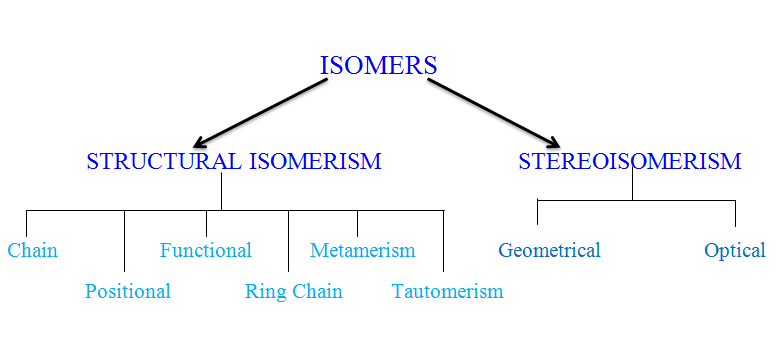 ISOMERS
STRUCTURAL ISOMERISM
STEREOISOMERISM
Chain
Functional
Metamerism
Geometrical
Optical
Positional
Ring Chain
Tautomerism